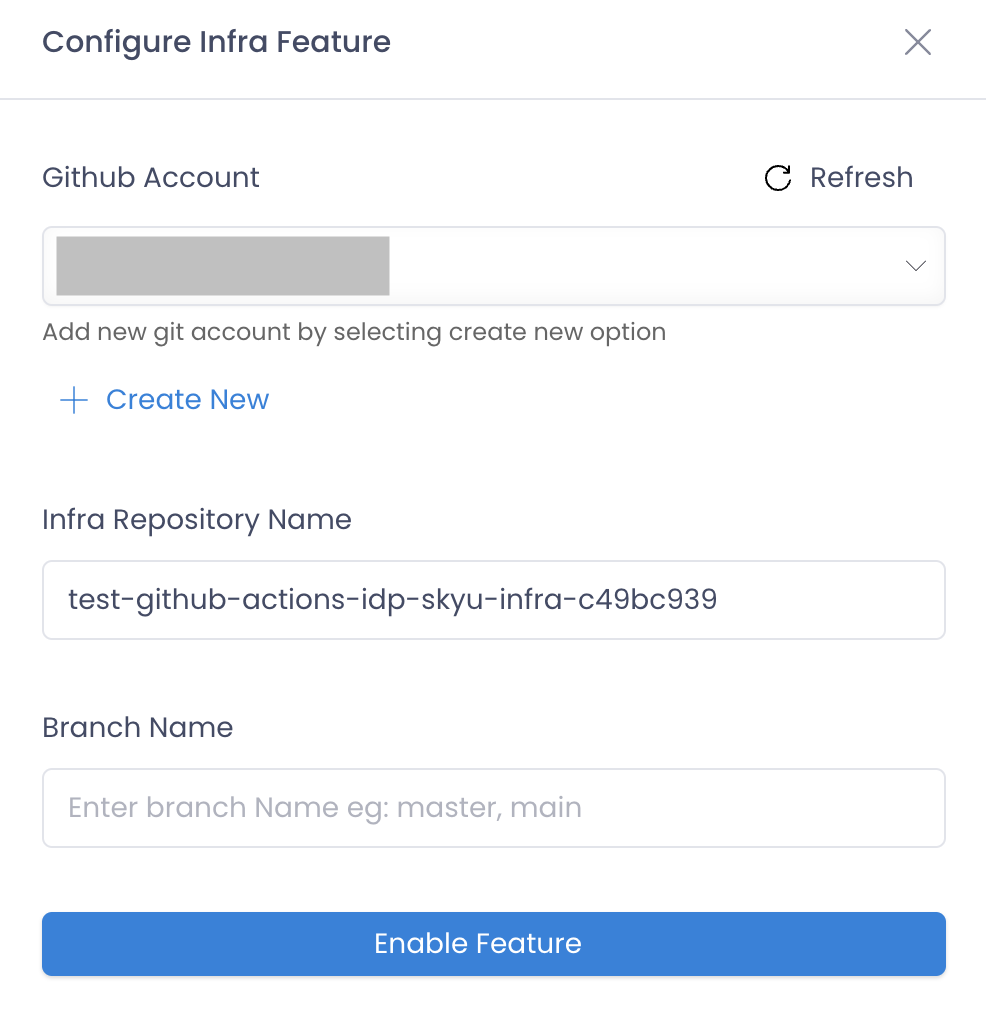 Configure Infra Feature
Github Account
Refresh
Add new git account by selecting create new option
Create New
Infra Repository Name
test-github-actions-idp-skyu-infra-c49bc939
Branch Name
Enter branch Name eg: master, main
Enable Feature